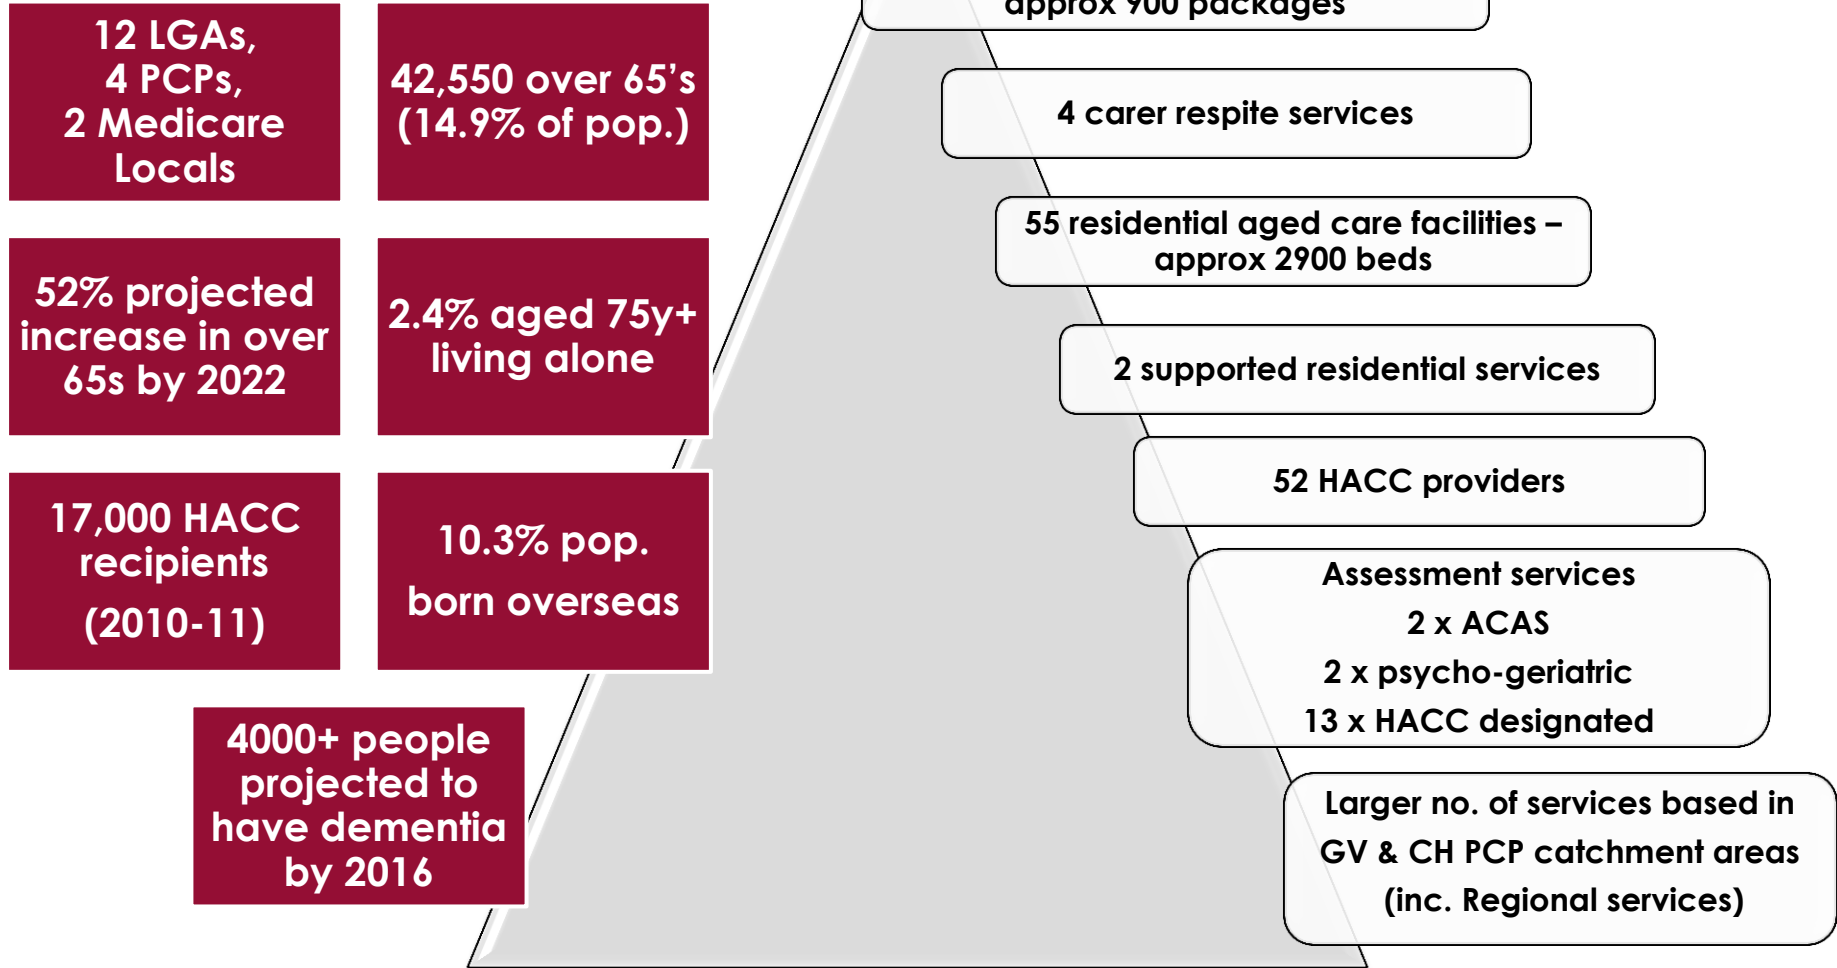 12 LGAs,
4 PCPs,
2 Medicare
Locals
42,550 over 65's
(14.9% of pop.)
52% projected
increase in over
65s by 2022
2.4% aged 75y+
living alone
17,000 HACC
recipients
(2010-11)
10.3% pop.
born overseas
4000+ people
projected to
have dementia
by 2016
approx 900 packages
4 carer respite services
55 residential aged care facilities –
approx 2900 beds
2 supported residential services
52 HACC providers
Assessment services
2 x ACAS
2 x psycho-geriatric
13 x HACC designated
Larger no. of services based in
GV & CH PCP catchment areas
(inc. Regional services)